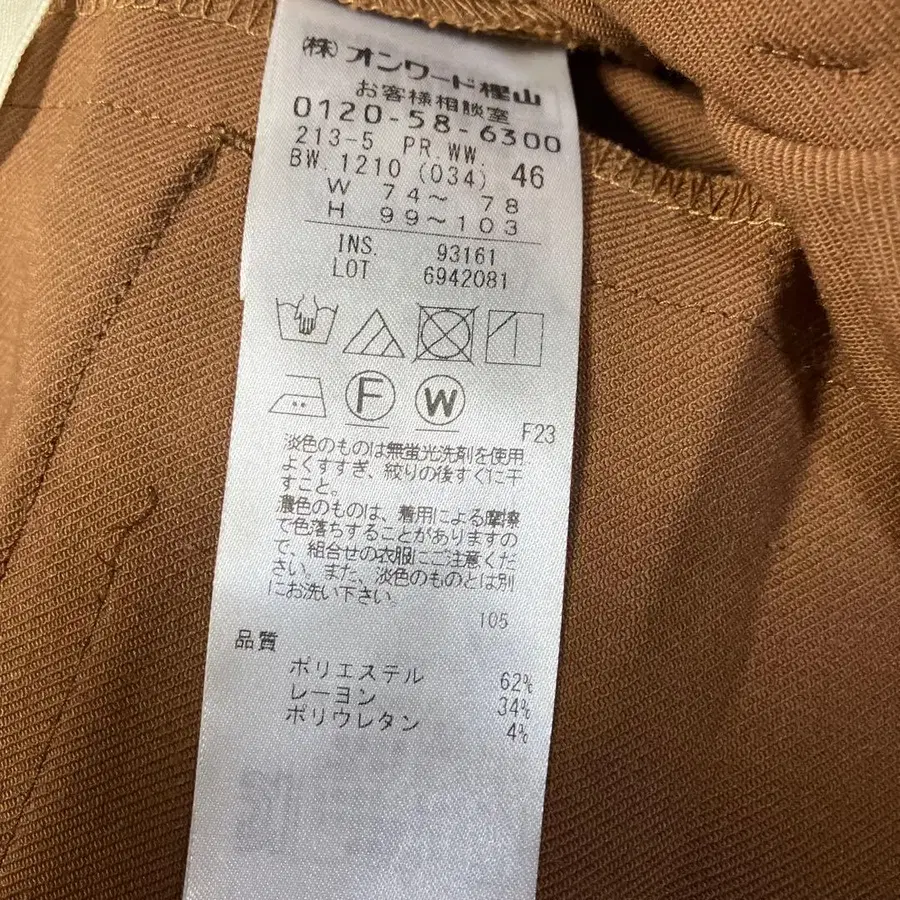 (株)オンワード樫山
お客様相談室
0120-58-6300
213-5 PR.WW.
BW.1210 (034) 46
W 74～ 78
H 99～103
INS. 93161
LOT 6942081
F
W
F23
淡色のものは無蛍光洗剤を使用
よくすすぎ、絞りの後すぐに干
すこと。
濃色のものは、着用による摩擦
で色落ちすることがありますの
で、組合せの衣服にご注意くだ
さい。また、淡色のものとは別
にお洗い下さい。
105
品質
ポリエステル 62%
レーヨン 34%
ポリウレタン 4%